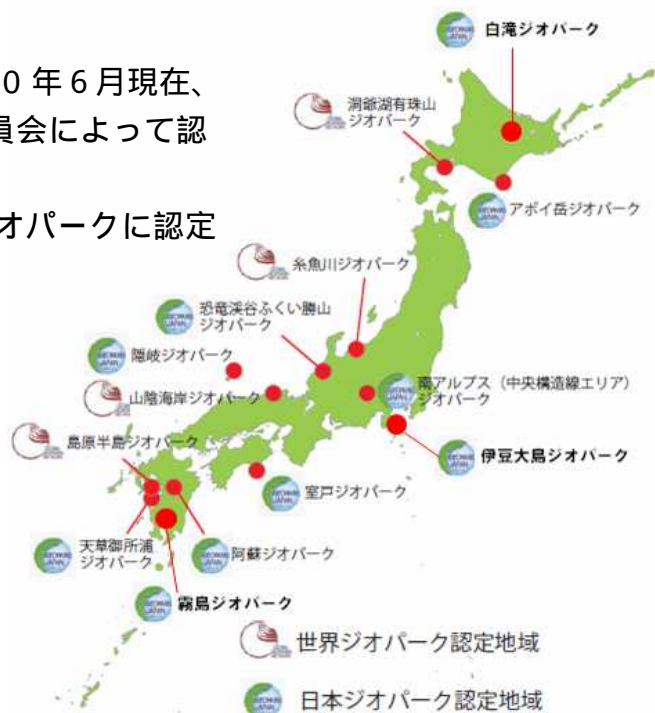 白滝ジオパーク
0年6月現在、
員会によって認
オパークに認定
洞爺湖有珠山
ジオパーク
アポイ岳ジオパーク
糸魚川ジオパーク
恐竜渓谷ふくい勝山
ジオパーク
隠岐ジオパーク
山陰海岸ジオパーク
南アルプス（中央構造線エリア）
ジオパーク
島原半島ジオパーク
伊豆大島ジオパーク
室戸ジオパーク
天草御所浦
ジオパーク
阿蘇ジオパーク
霧島ジオパーク
世界ジオパーク認定地域
日本ジオパーク認定地域